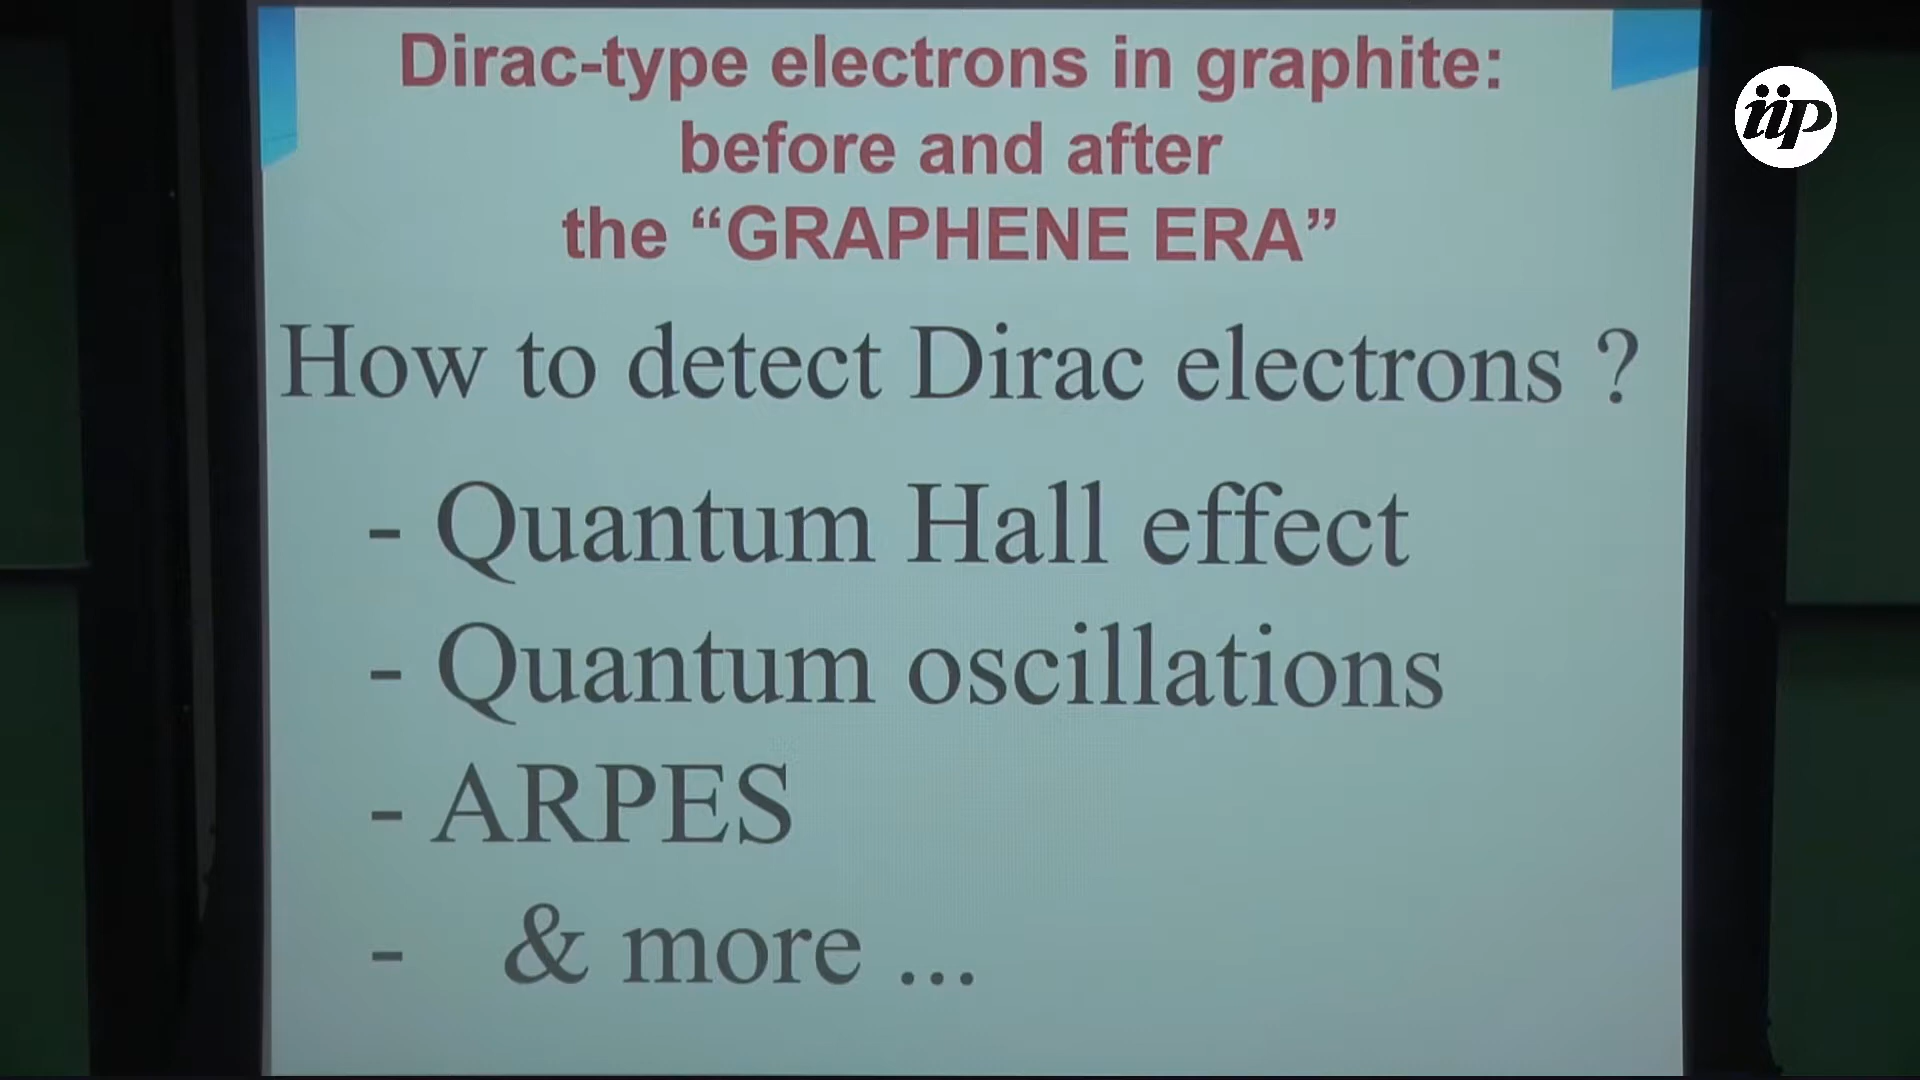 Dirac-type electrons in graphite:
before and after
the “GRAPHENE ERA”
iip
How to detect Dirac electrons ?
- Quantum Hall effect
- Quantum oscillations
- ARPES
- & more ...